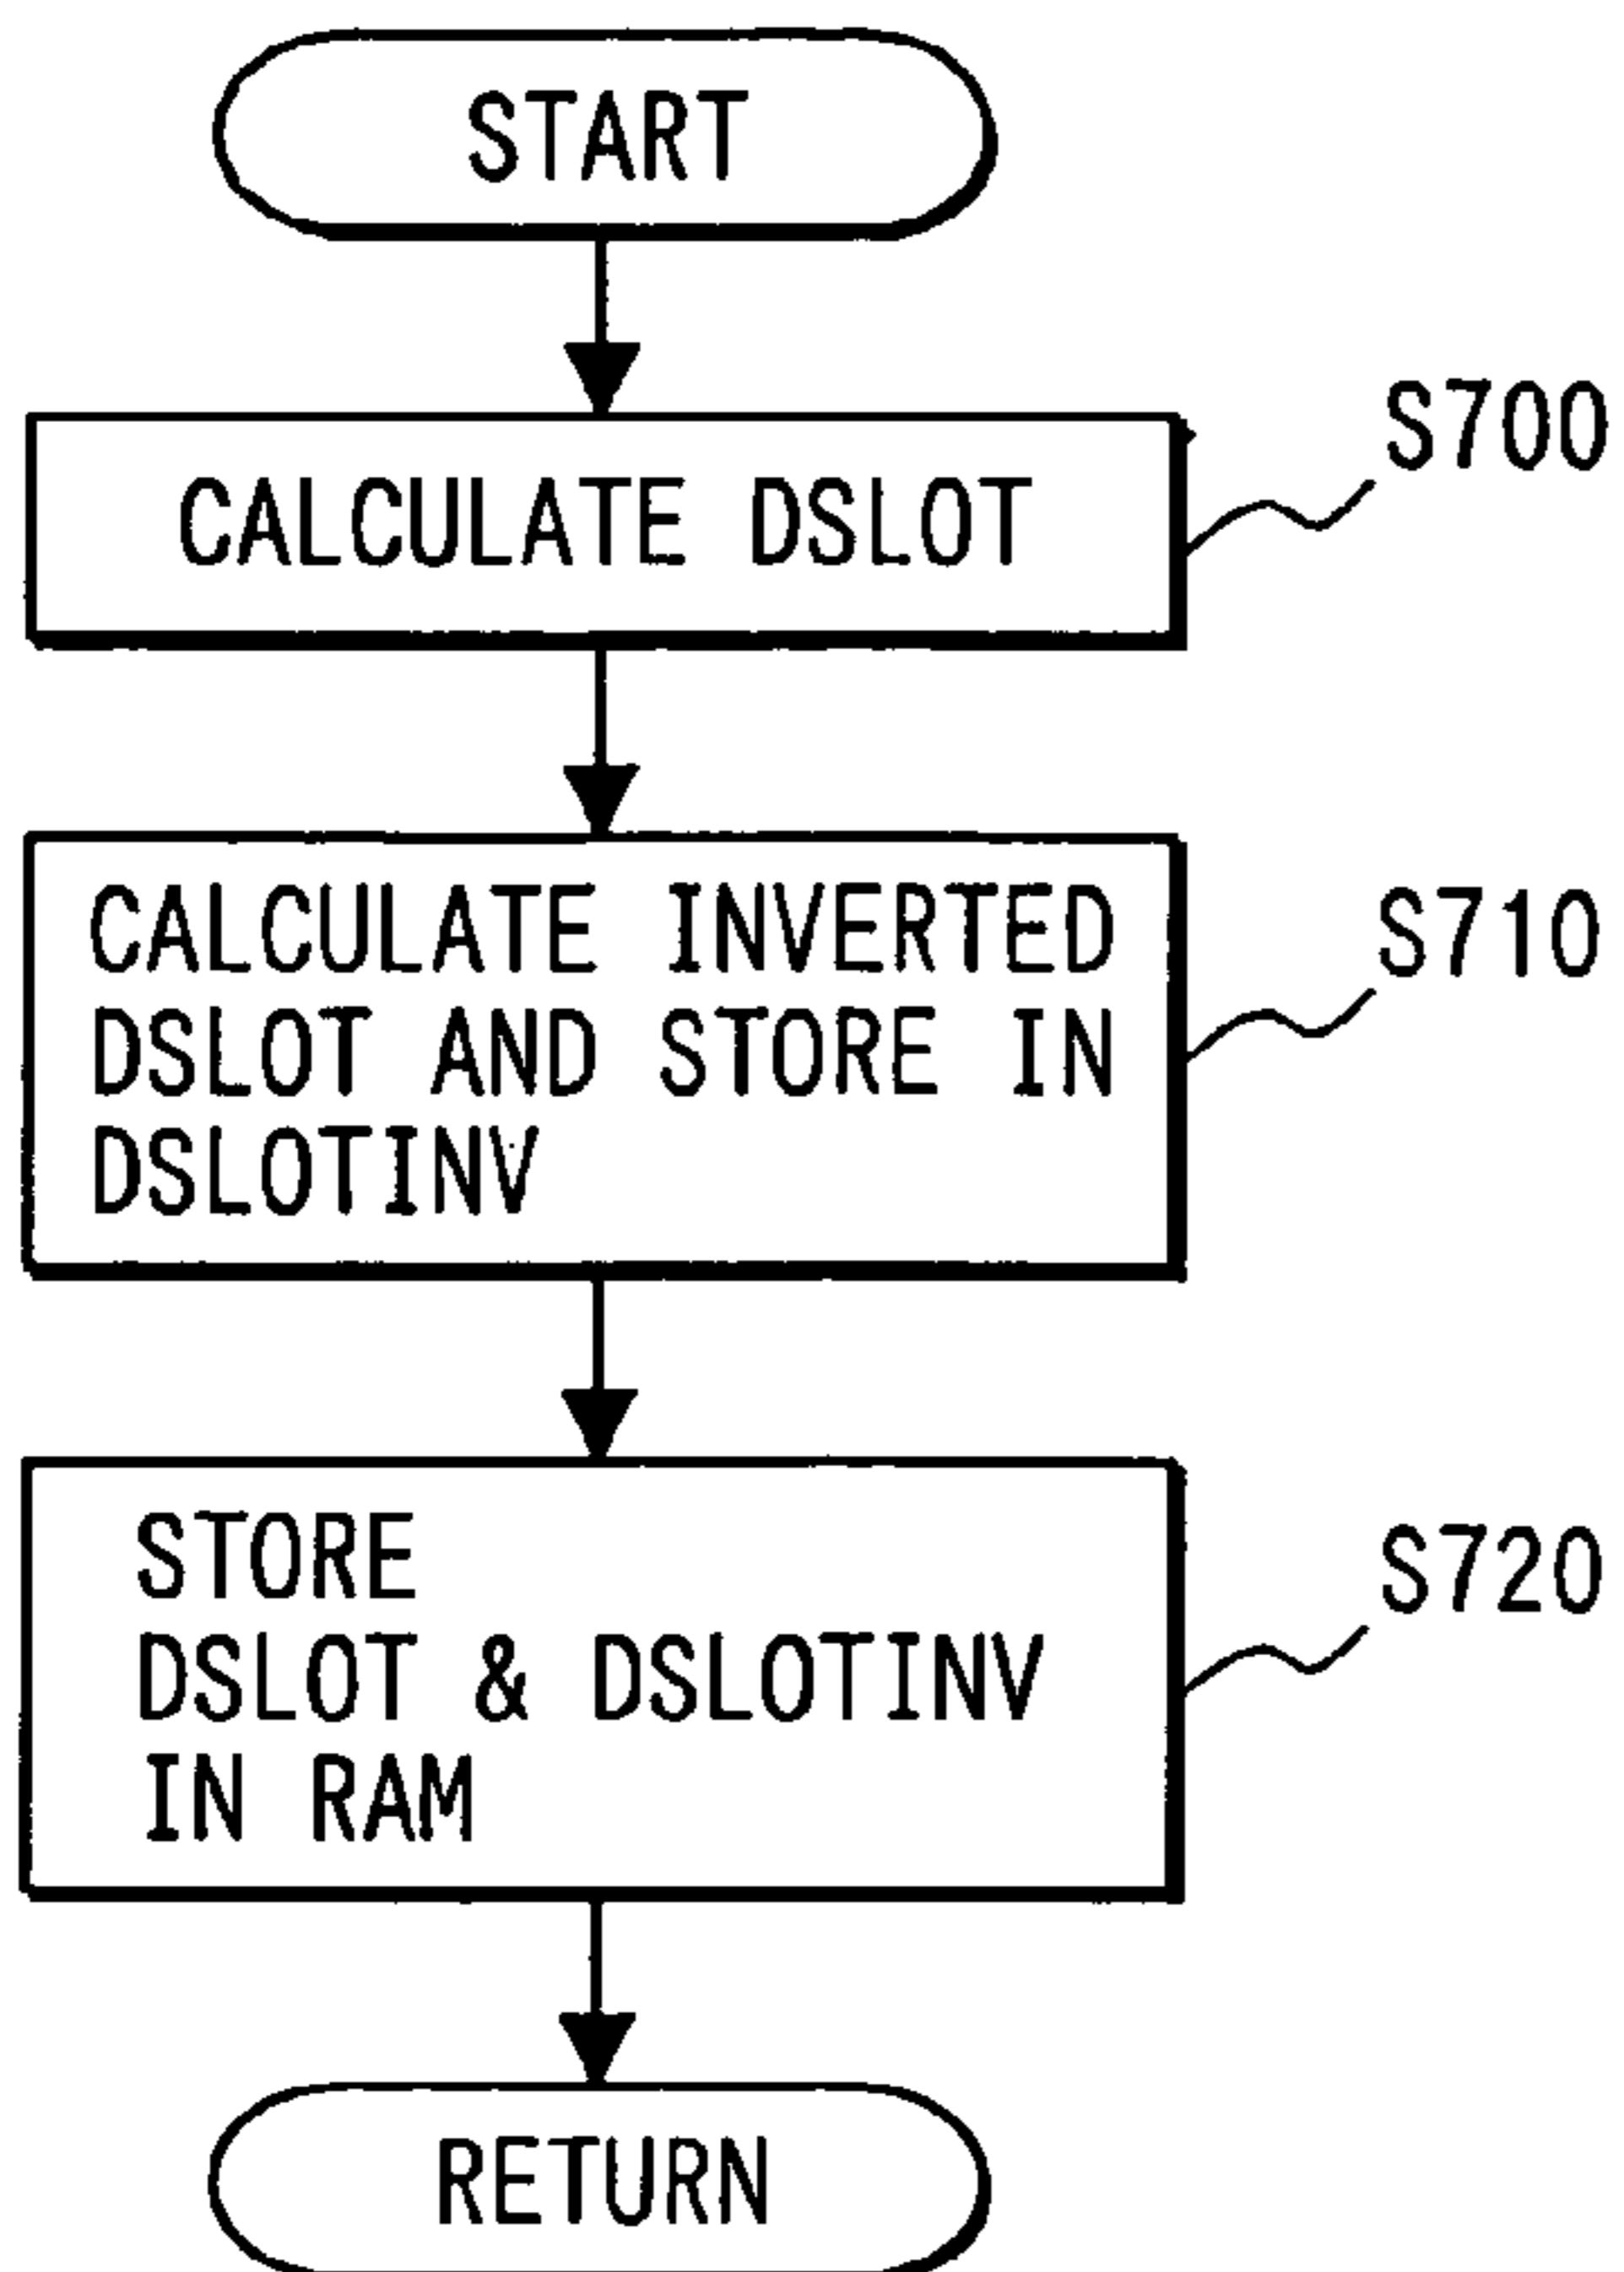 START
S700
CALCULATE DSLOT
CALCULATE INVERTED
DSLOT AND STORE IN
DSLOTINV
S710
STORE
DSLOT & DSLOTINV
IN RAM
S720
RETURN